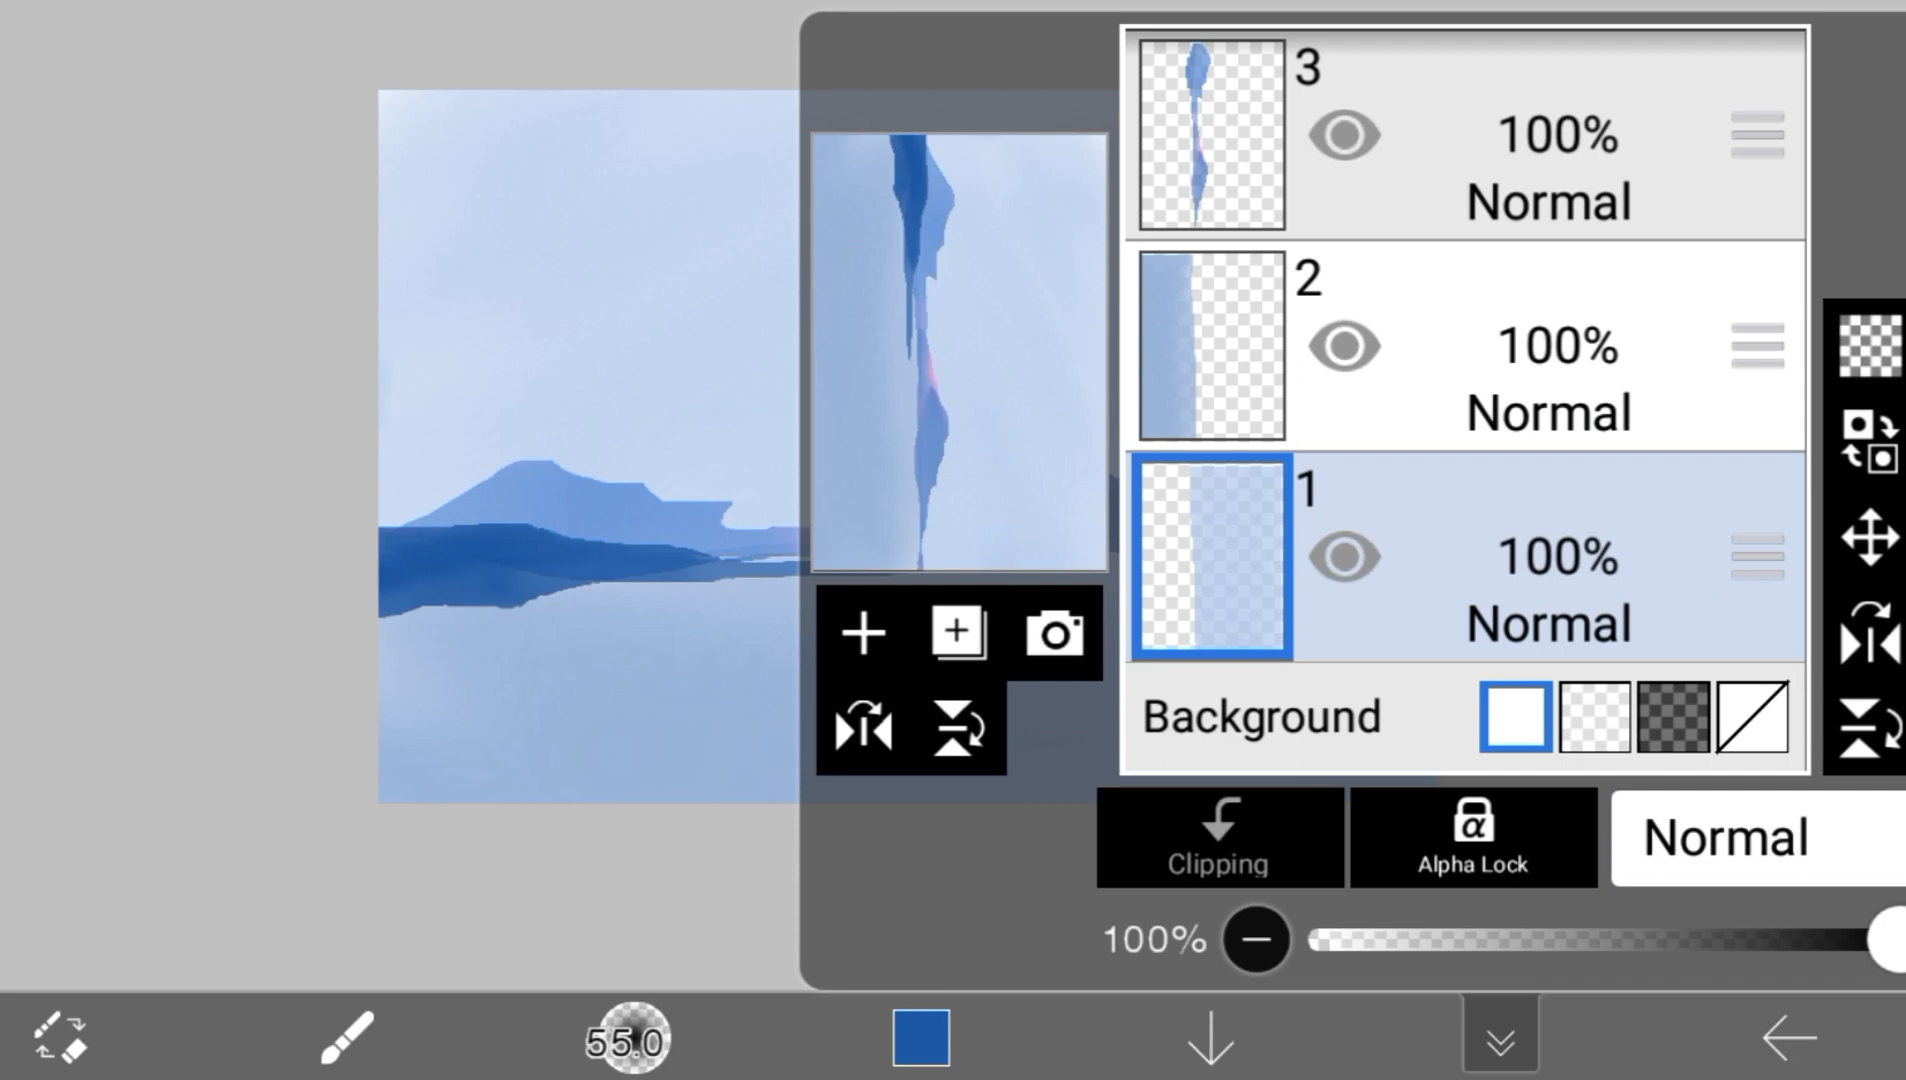 3
100%
Normal
2
100%
Normal
1
100%
Normal
Background
Clipping
α
Alpha Lock
Normal
100%
55.0